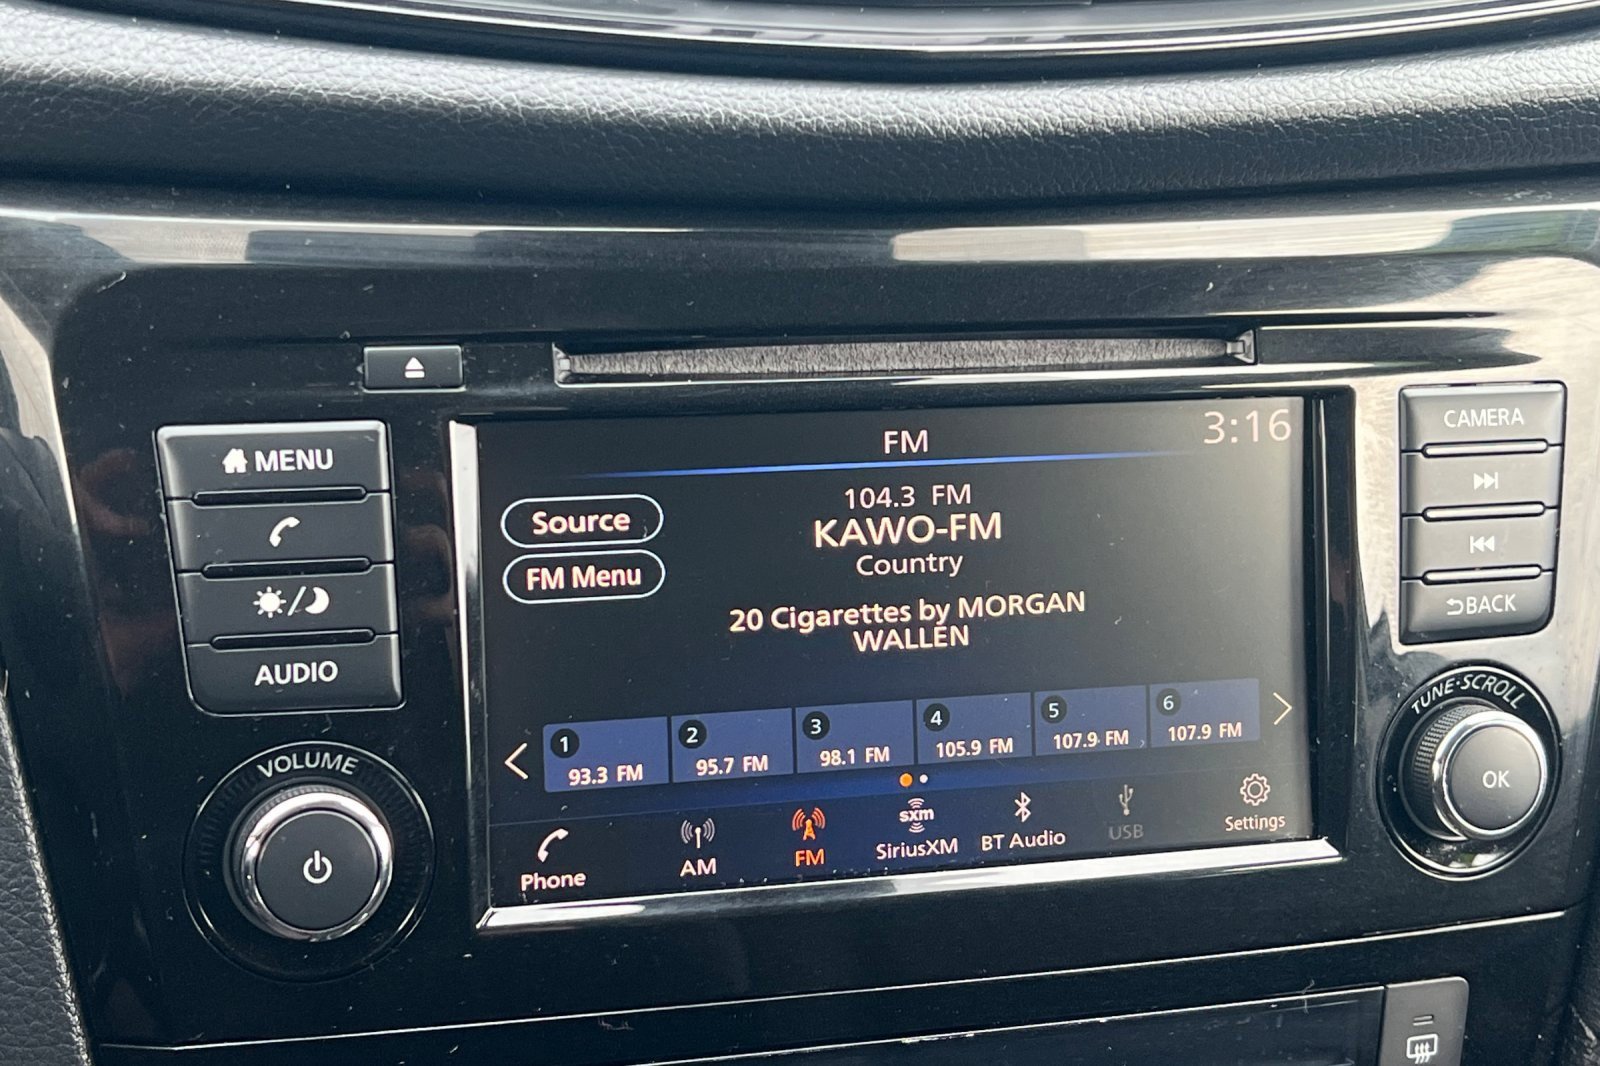 MENU
AUDIO
VOLUME
FM
3:16
Source
FM Menu
104.3 FM
KAWO-FM
Country
20 Cigarettes by MORGAN
WALLEN
1
93.3 FM
2
95.7 FM
3
98.1 FM
4
105.9 FM
5
107.9 FM
6
107.9 FM
Phone
AM
FM
sxm
SiriusXM
BT Audio
USB
Settings
CAMERA
BACK
TUNE·SCROLL
OK